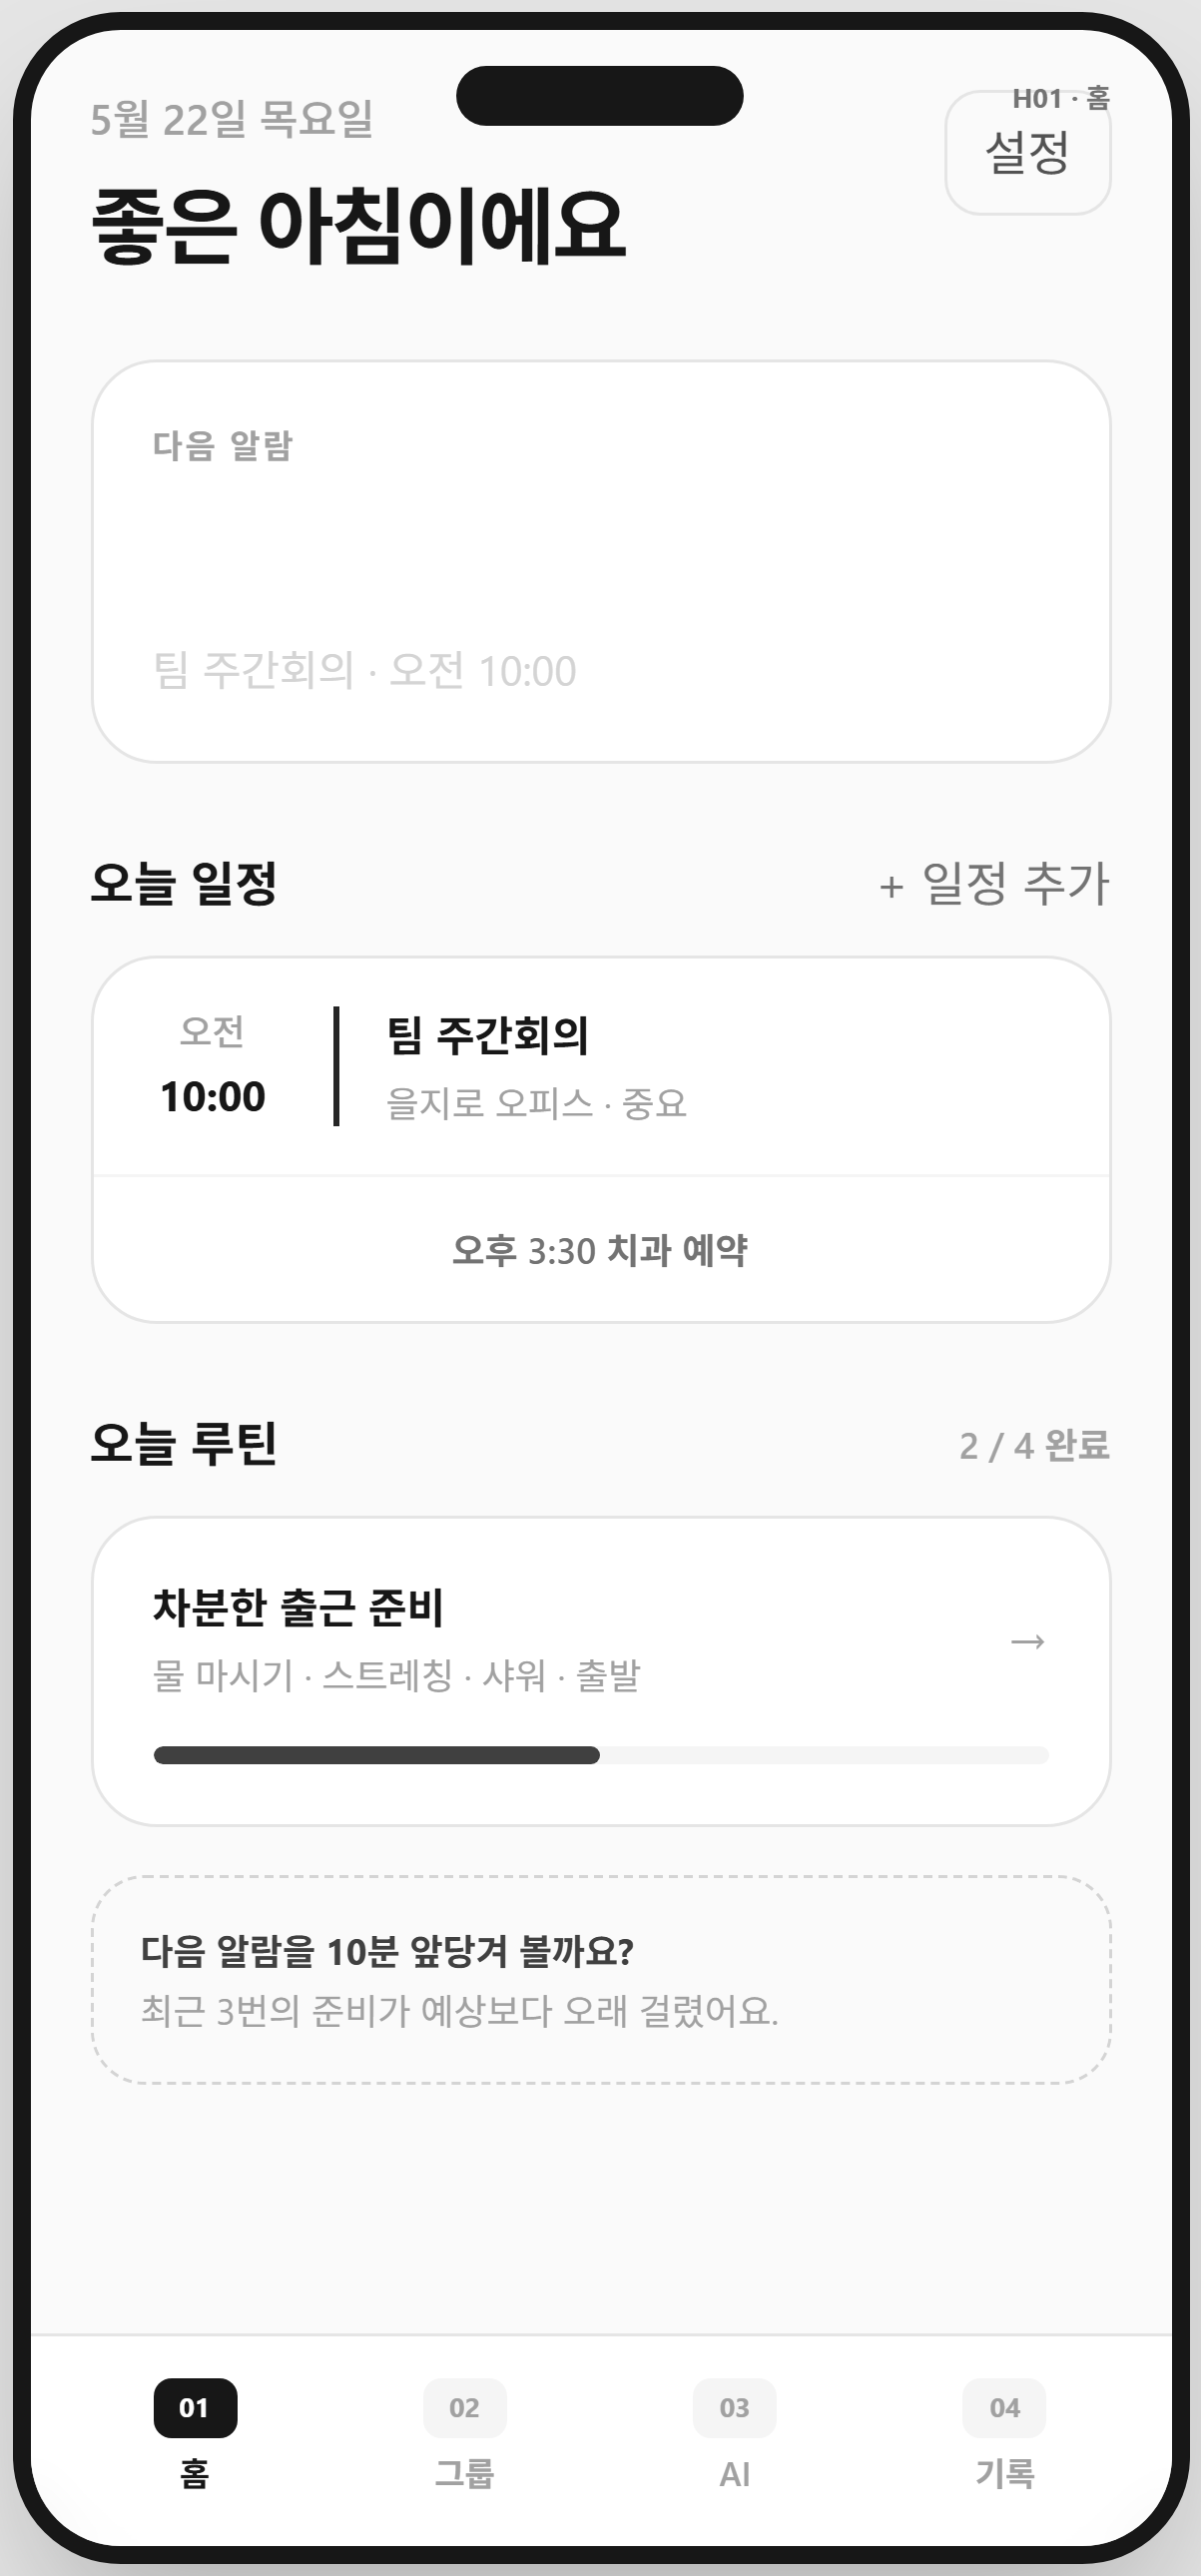 5월 22일 목요일
H01 · 홈
설정
좋은 아침이에요
다음 알람
팀 주간회의 · 오전 10:00
오늘 일정
+ 일정 추가
오전
10:00
팀 주간회의
을지로 오피스 · 중요
오후 3:30 치과 예약
오늘 루틴
2 / 4 완료
차분한 출근 준비
물 마시기 · 스트레칭 · 샤워 · 출발
→
다음 알람을 10분 앞당겨 볼까요?
최근 3번의 준비가 예상보다 오래 걸렸어요.
01
홈
02
그룹
03
AI
04
기록